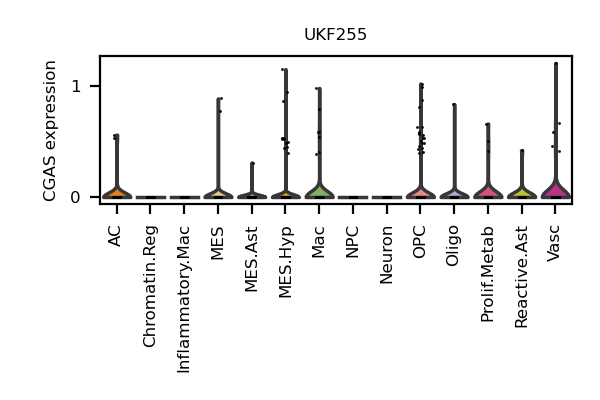 UKF255
CGAS expression
1
0
AC
Chromatin.Reg
Inflammatory.Mac
MES
MES.Ast
MES.Hyp
Mac
NPC
Neuron
OPC
Oligo
Prolif.Metab
Reactive.Ast
Vasc